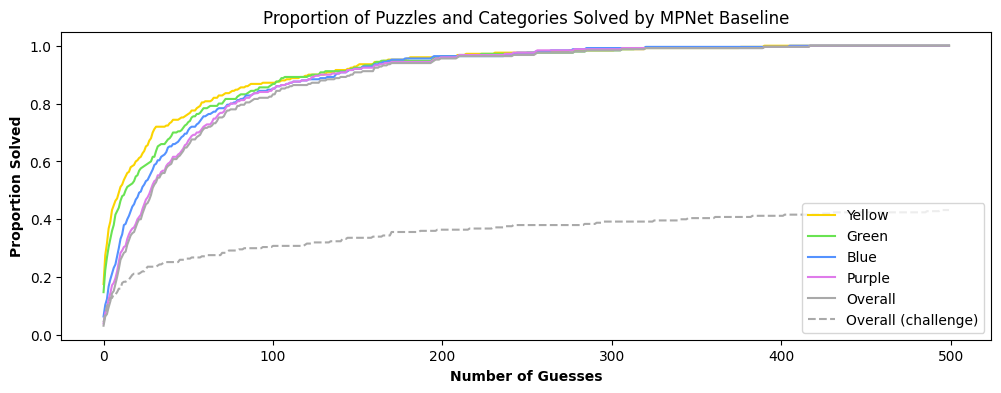 Proportion of Puzzles and Categories Solved by MPNet Baseline
Proportion Solved
1.0
0.8
0.6
0.4
0.2
0.0
0
100
200
300
400
500
Number of Guesses
Yellow
Green
Blue
Purple
Overall
Overall (challenge)